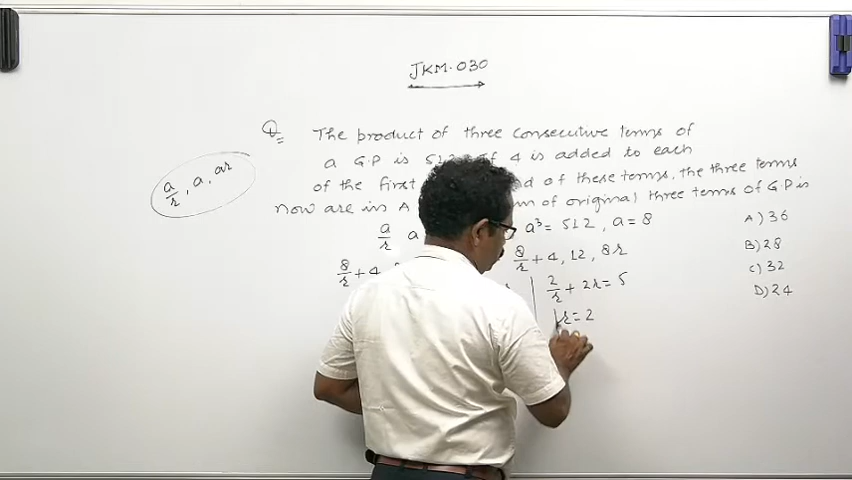 JKM-030
Q The product of three consecutive terms of
a G.P is 512. If 4 is added to each
of the first d of these terms, the three terms
now are in A m of original three terms of G.P is
a/r, a, ar
a/r a a³ = 512, a = 8
A) 36
8/r + 4, 8/r + 4, 12, 8r
B) 28
2/r + 2r = 5
C) 32
r = 2
D) 24